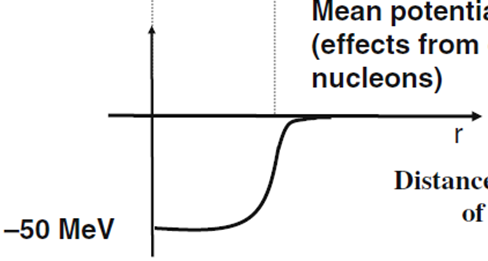 Mean potentia
(effects from
nucleons)
r
Distance
of
–50 MeV